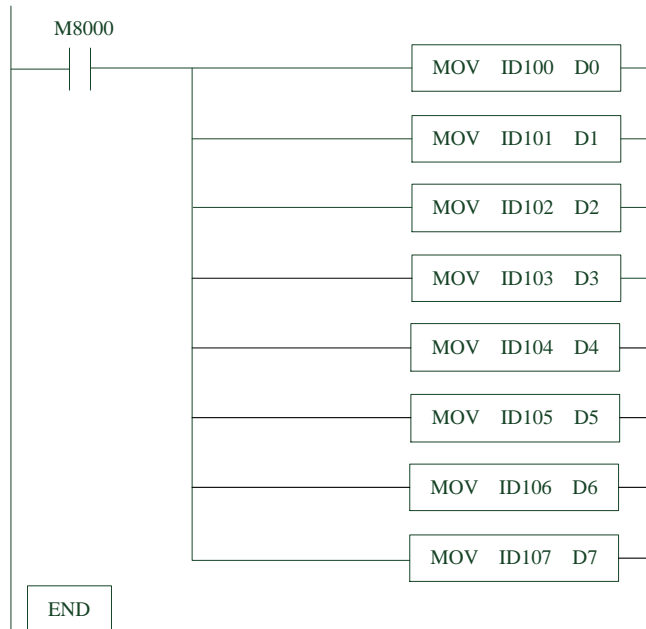 M8000
MOV ID100 D0
MOV ID101 D1
MOV ID102 D2
MOV ID103 D3
MOV ID104 D4
MOV ID105 D5
MOV ID106 D6
MOV ID107 D7
END